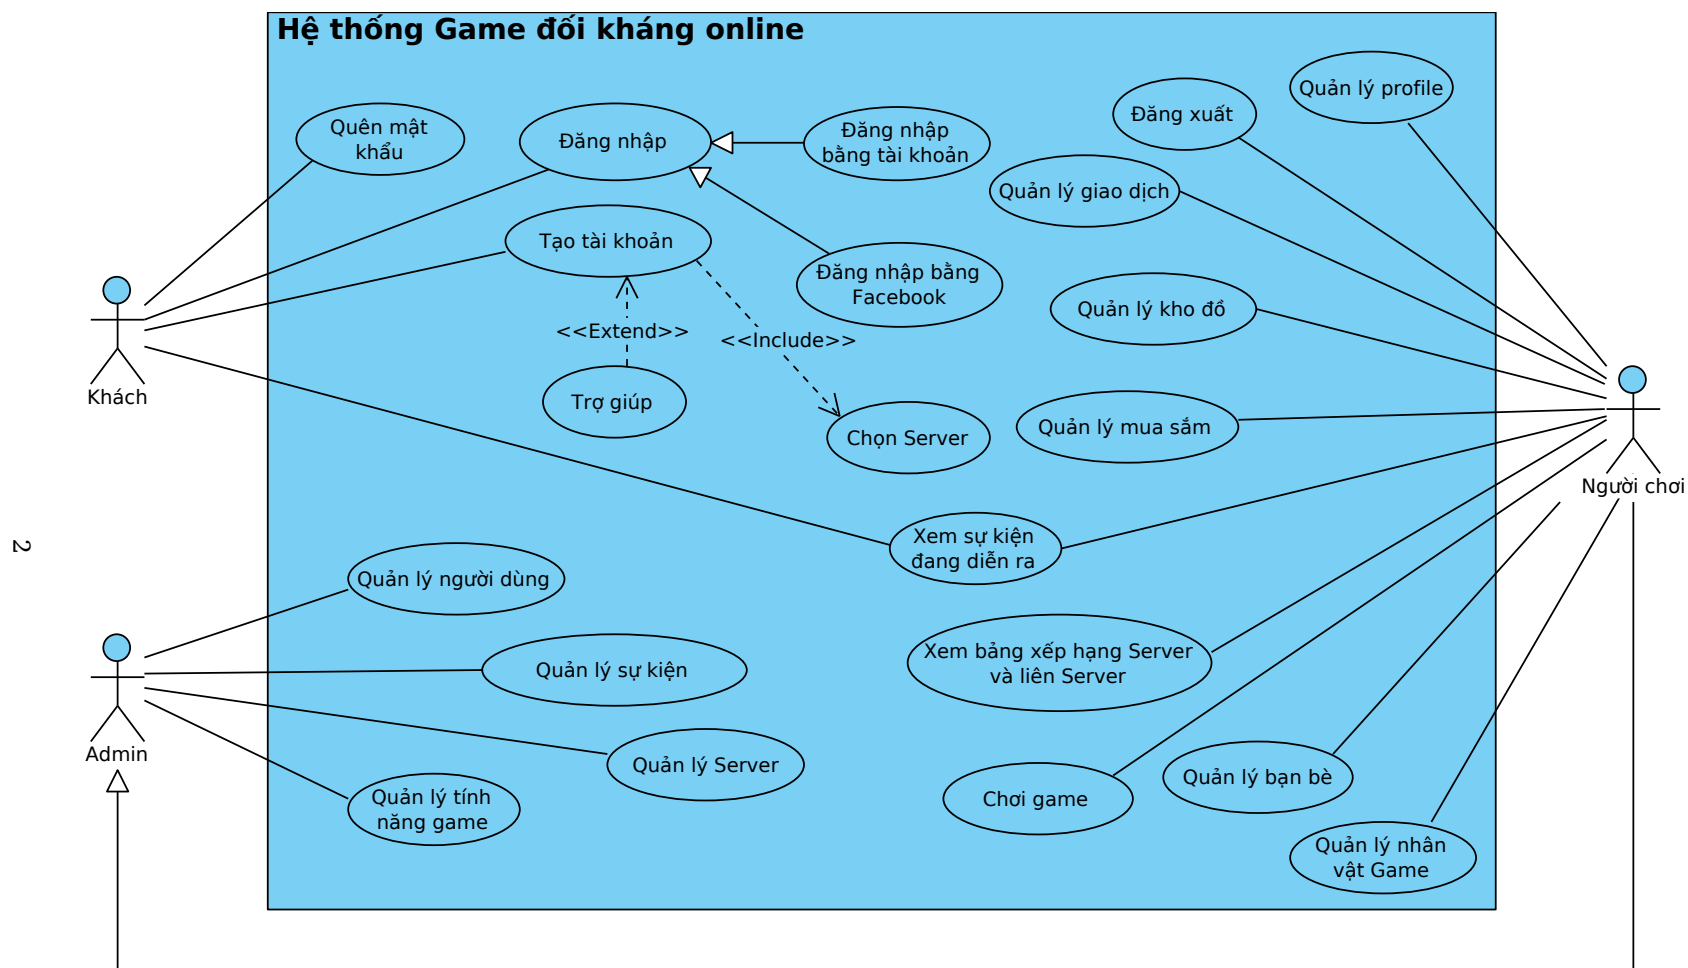 Hệ thống Game đối kháng online
Quản lý profile
Quên mật
khẩu
Đăng nhập
Đăng nhập
bằng tài khoản
Đăng xuất
Quản lý giao dịch
Tạo tài khoản
Đăng nhập bằng
Facebook
Quản lý kho đồ
<<Extend>>
<<Include>>
Khách
Trợ giúp
Chọn Server
Quản lý mua sắm
Người chơi
Xem sự kiện
đang diễn ra
2
Quản lý người dùng
Quản lý sự kiện
Xem bảng xếp hạng Server
và liên Server
Admin
Quản lý Server
Quản lý bạn bè
Quản lý tính
năng game
Chơi game
Quản lý nhân
vật Game